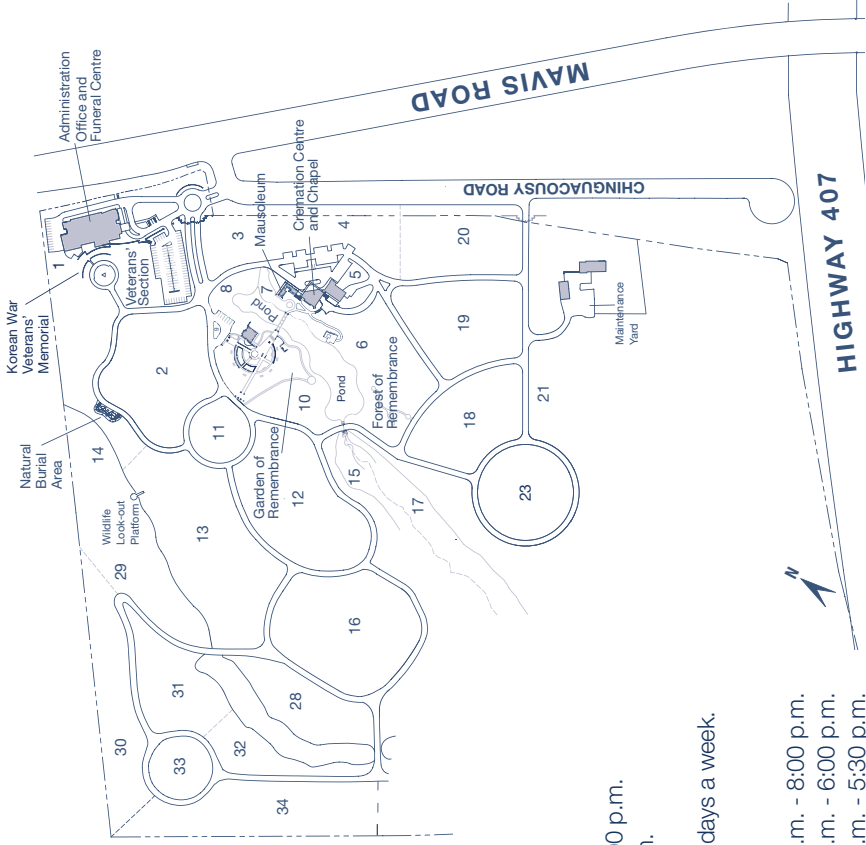 Administration
Office and
Funeral Centre
Korean War
Veterans'
Memorial
1
Veterans'
Section
MAVIS ROAD
CHINGUACOUSY ROAD
HIGHWAY 407
Mausoleum
Cremation Centre
and Chapel
3
4
20
8
7
Pond
5
2
Natural
Burial
Area
14
11
6
19
Maintenance
Yard
10
Pond
Forest of
Remembrance
18
21
Garden of
Remembrance
12
15
17
23
Wildlife
Look-out
Platform
13
29
16
N
31
28
30
33
32
34
0 p.m.
days a week.
.m. - 8:00 p.m.
.m. - 6:00 p.m.
.m. - 5:30 p.m.